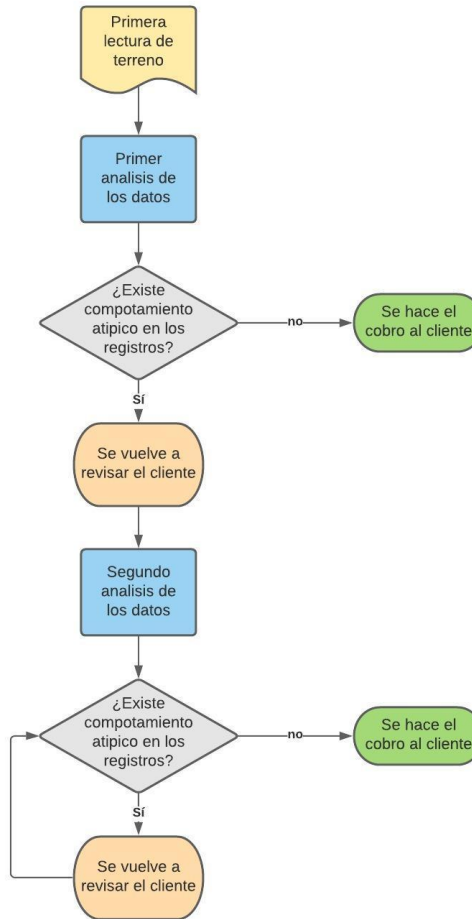 Primera
lectura de
terreno
Primer
analisis de
los datos
¿Existe
compotamiento
atipico en los
registros?
no
Se hace el
cobro al cliente
Sí
Se vuelve a
revisar el cliente
Segundo
analisis de
los datos
¿Existe
compotamiento
atipico en los
registros?
no
Se hace el
cobro al cliente
Sí
Se vuelve a
revisar el cliente